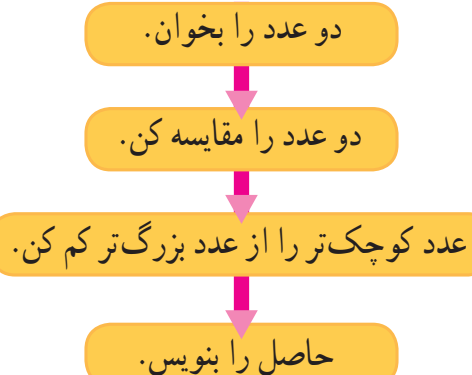 دو عدد را بخوان.
دو عدد را مقایسه کن.
عدد کوچک‌تر را از عدد بزرگ‌تر کم کن.
حاصل را بنویس.